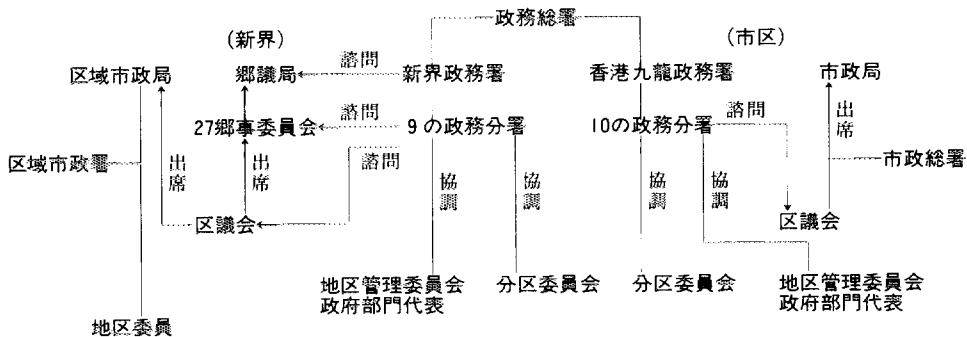 政務総署
(新界)
(市区)
諮問
区域市政局
郷議局
新界政務署
香港九龍政務署
市政局
諮問
諮問
27郷事委員会
9の政務分署
10の政務分署
出席
区域市政署
出席
出席
諮問
協調
協調
協調
協調
市政総署
区議会
区議会
地区管理委員会
政府部門代表
分区委員会
分区委員会
地区管理委員会
政府部門代表
地区委員